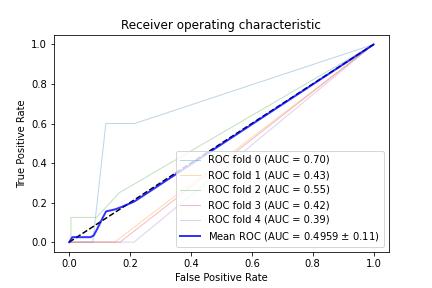 Receiver operating characteristic
True Positive Rate
1.0
0.8
0.6
0.4
0.2
0.0
ROC fold 0 (AUC = 0.70)
ROC fold 1 (AUC = 0.43)
ROC fold 2 (AUC = 0.55)
ROC fold 3 (AUC = 0.42)
ROC fold 4 (AUC = 0.39)
Mean ROC (AUC = 0.4959 ± 0.11)
0.0 0.2 0.4 0.6 0.8 1.0
False Positive Rate